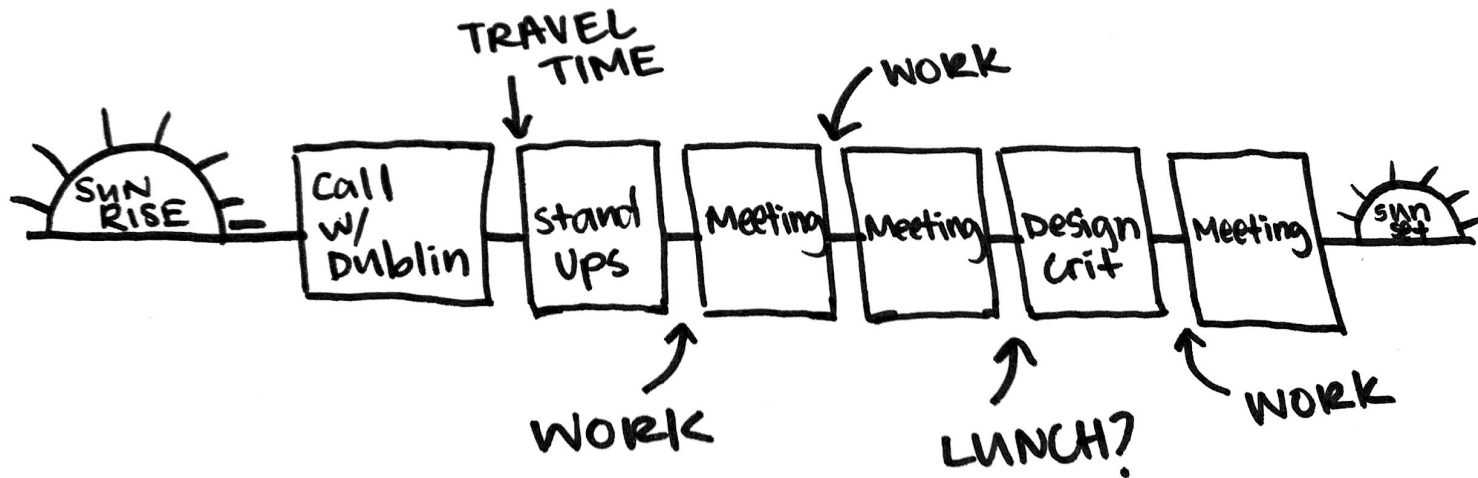 TRAVEL
TIME
WORK
SUN
RISE
Call
w/
Dublin
Stand
Ups
Meeting
Meeting
Design
Crit
Meeting
sun
set
WORK
LUNCH?
WORK